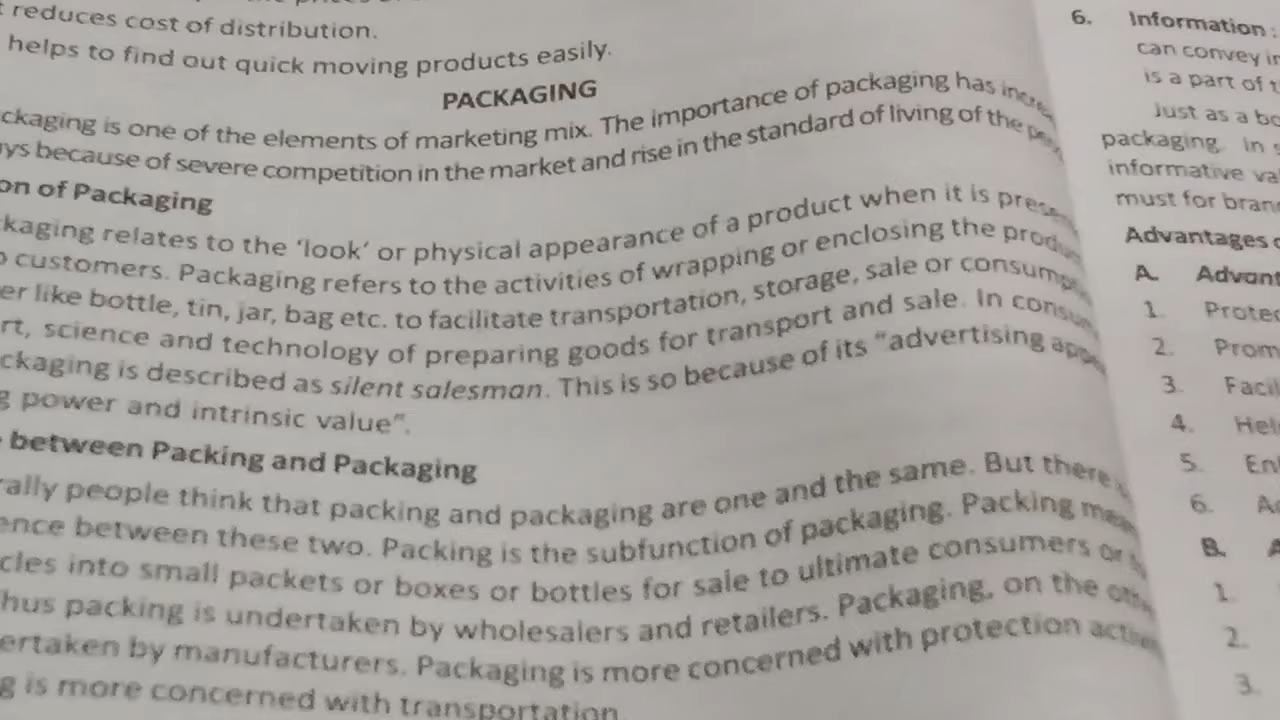 reduces cost of distribution.
helps to find out quick moving products easily.
PACKAGING
ckaging is one of the elements of marketing mix. The importance of packaging has
because of severe competition in the market and rise in the standard of living of the
on of Packaging
kaging relates to the 'look' or physical appearance of a product when it is
customers. Packaging refers to the activities of wrapping or enclosing the
er like bottle, tin, jar, bag etc. to facilitate transportation, storage, sale or
rt, science and technology of preparing goods for transport and sale. In
ckaging is described as silent salesman. This is so because of its "advertising
g power and intrinsic value".
between Packing and Packaging
rally people think that packing and packaging are one and the same. But there
ence between these two. Packing is the subfunction of packaging. Packing
cles into small packets or boxes or bottles for sale to ultimate consumers or
hus packing is undertaken by wholesalers and retailers. Packaging, on the
ertaken by manufacturers. Packaging is more concerned with protection
g is more concerned with transportation
6. Information :
can convey
is a part of
Just as a
packaging. In
informative
must for
Advantages
A.
1.
2.
3.
4.
5.
6.
B.
1.
2.
3.